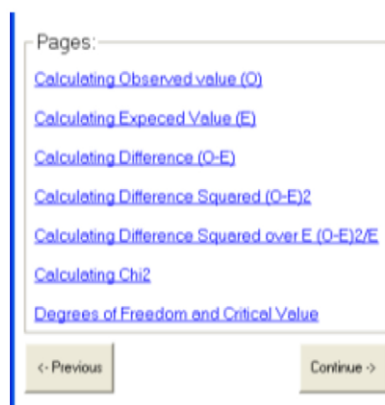 Pages:
Calculating Observed value (O)
Calculating Expeced Value (E)
Calculating Difference (O-E)
Calculating Difference Squared (O-E)2
Calculating Difference Squared over E (O-E)2/E
Calculating Chi2
Degrees of Freedom and Critical Value
<- Previous
Continue ->